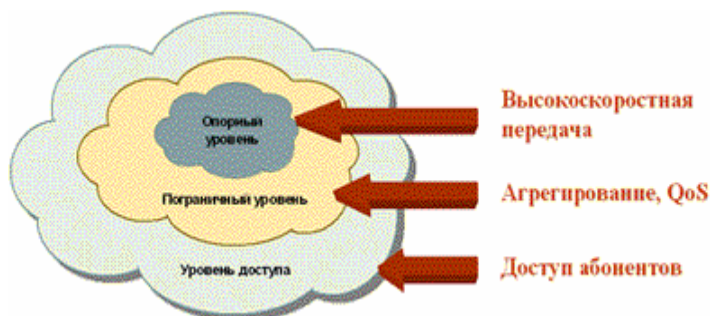 Опорный
уровень
Высокоскоростная
передача
Пограничный уровень
Агрегирование, QoS
Уровень доступа
Доступ абонентов